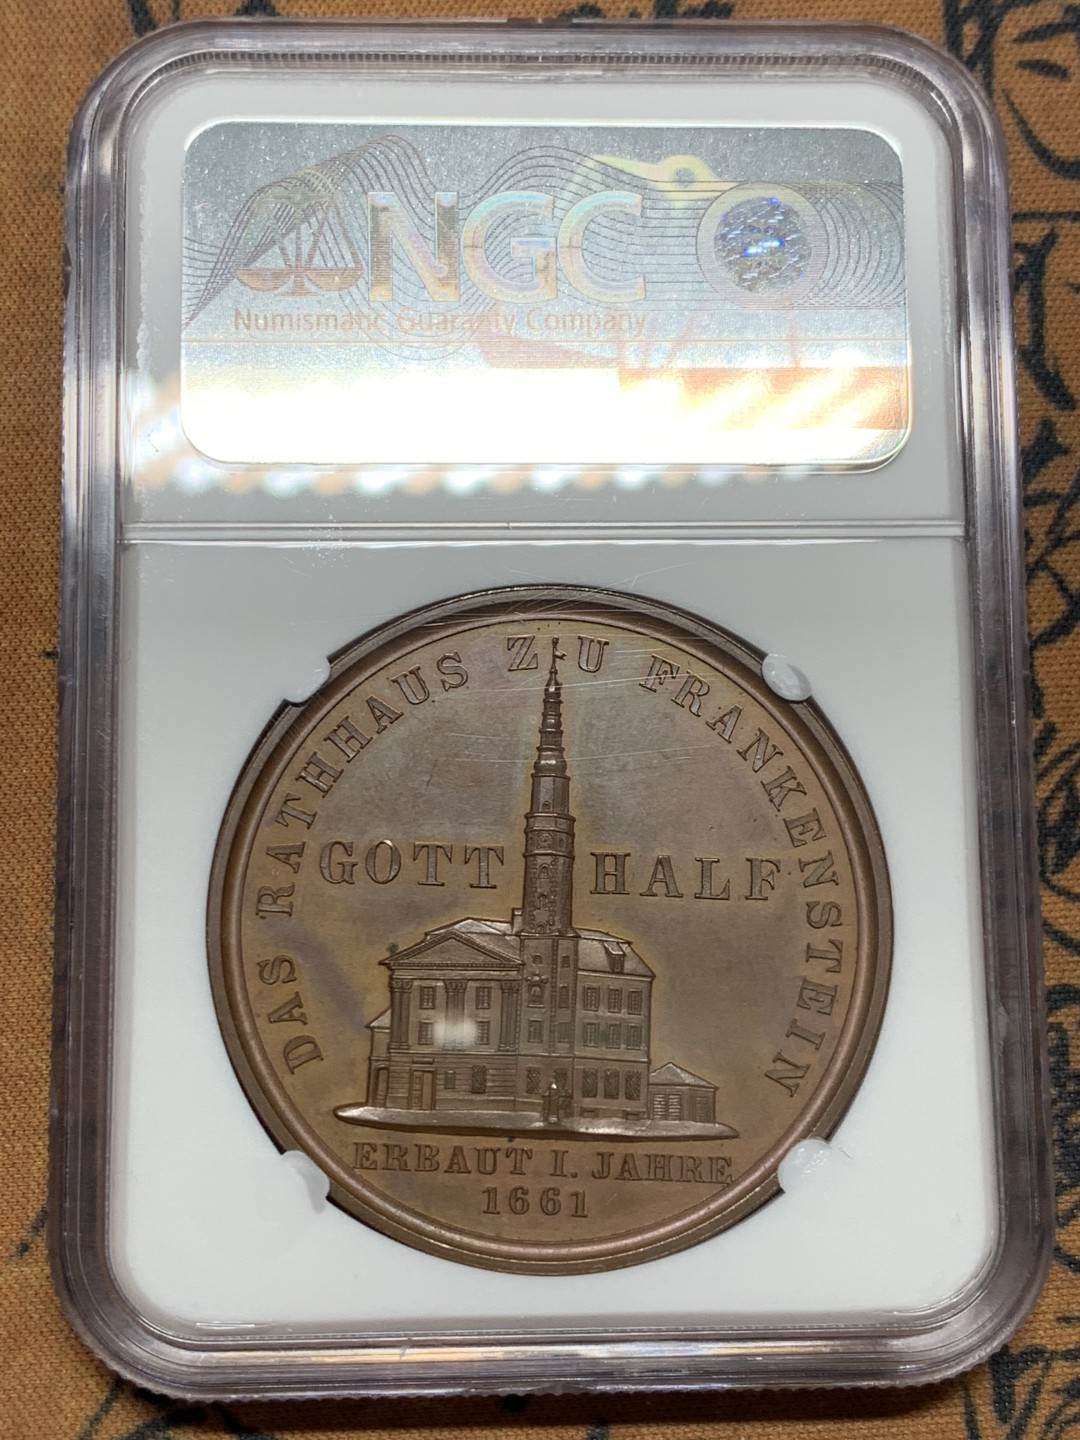 NGC
Numismatic Guaranty Company
DAS RATHHAUS ZU FRANKENSTEIN
GOTT HALF
ERBAUT I. JAHRE
1661